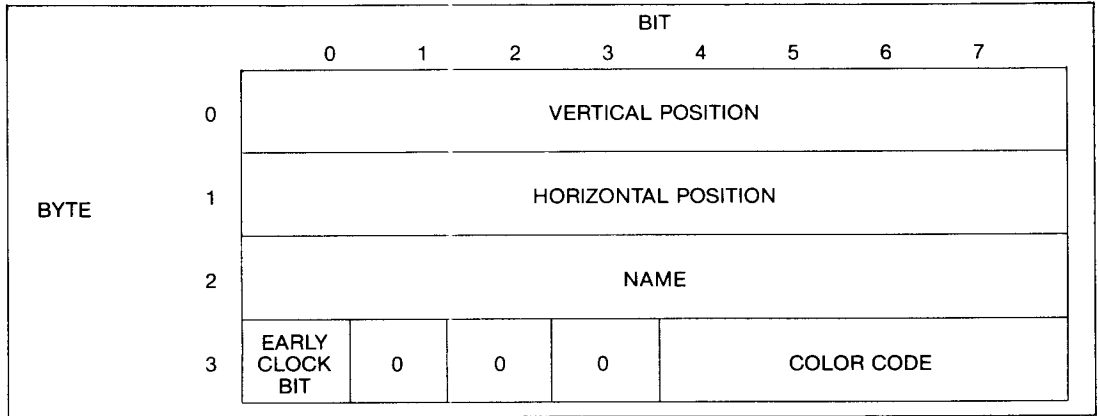 BIT
0 1 2 3 4 5 6 7
0 VERTICAL POSITION
BYTE 1 HORIZONTAL POSITION
2 NAME
3 EARLY CLOCK BIT 0 0 0 COLOR CODE